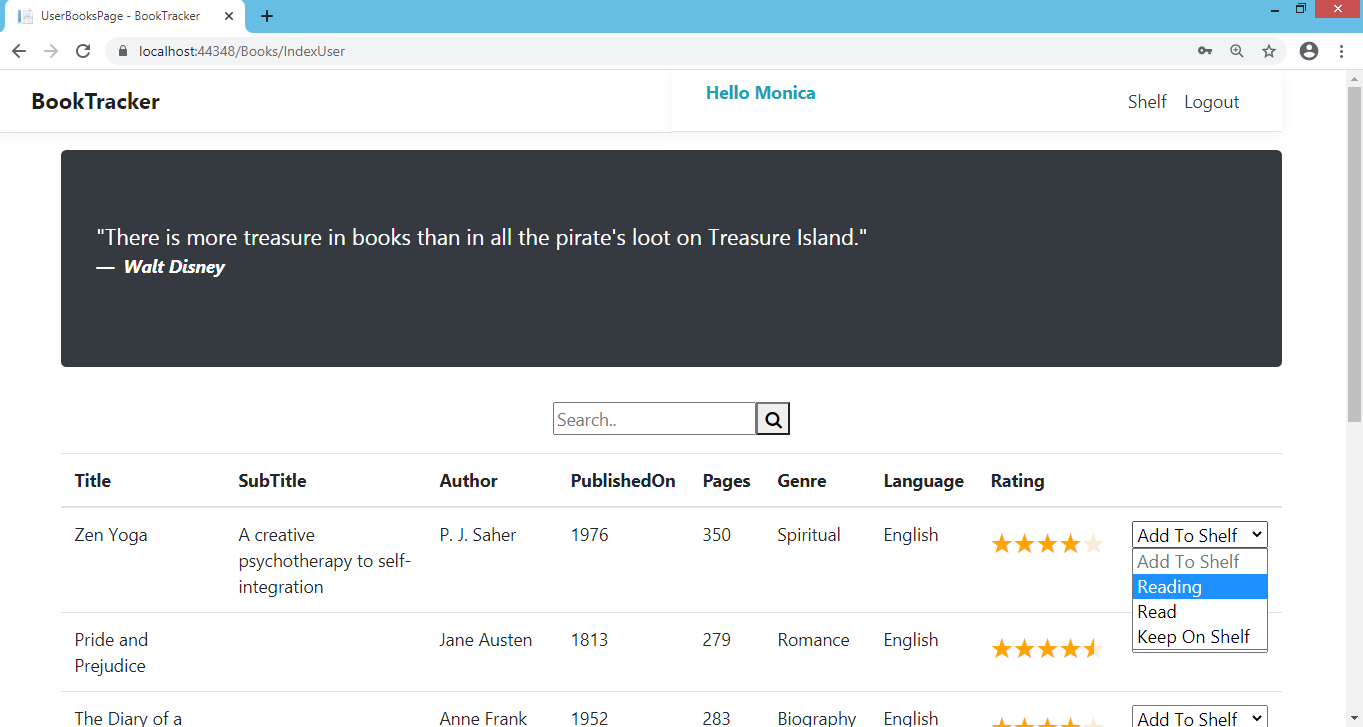 UserBooksPage - BookTracker
localhost:44348/Books/IndexUser
BookTracker
Hello Monica
Shelf Logout
"There is more treasure in books than in all the pirate's loot on Treasure Island."
— Walt Disney
Search..
Title SubTitle Author PublishedOn Pages Genre Language Rating
Zen Yoga A creative P. J. Saher 1976 350 Spiritual English Add To Shelf
psychotherapy to self- Add To Shelf
integration Reading
Read
Pride and Jane Austen 1813 279 Romance English Keep On Shelf
Prejudice
The Diary of a Anne Frank 1952 283 Biography English Add To Shelf